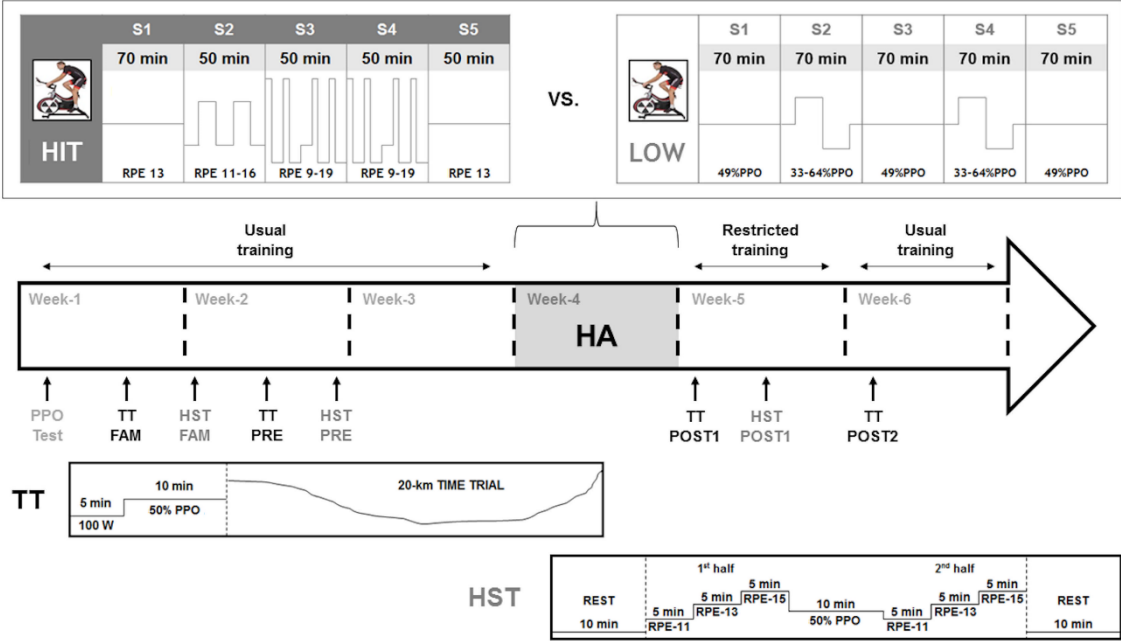 S1 S2 S3 S4 S5
70 min 50 min 50 min 50 min 50 min
HIT
RPE 13 RPE 11-16 RPE 9-19 RPE 9-19 RPE 13
VS.
S1 S2 S3 S4 S5
70 min 70 min 70 min 70 min 70 min
LOW
49%PPO 33-64%PPO 49%PPO 33-64%PPO 49%PPO
Usual
training
Restricted
training
Usual
training
Week-1 Week-2 Week-3 Week-4 Week-5 Week-6
HA
PPO
Test
TT
FAM
HST
FAM
TT
PRE
HST
PRE
TT
POST1
HST
POST1
TT
POST2
TT
5 min
100 W
10 min
50% PPO
20-km TIME TRIAL
HST
REST
10 min
1st half
5 min
RPE-11
5 min
RPE-13
5 min
RPE-15
10 min
50% PPO
2nd half
5 min
RPE-11
5 min
RPE-13
5 min
RPE-15
REST
10 min